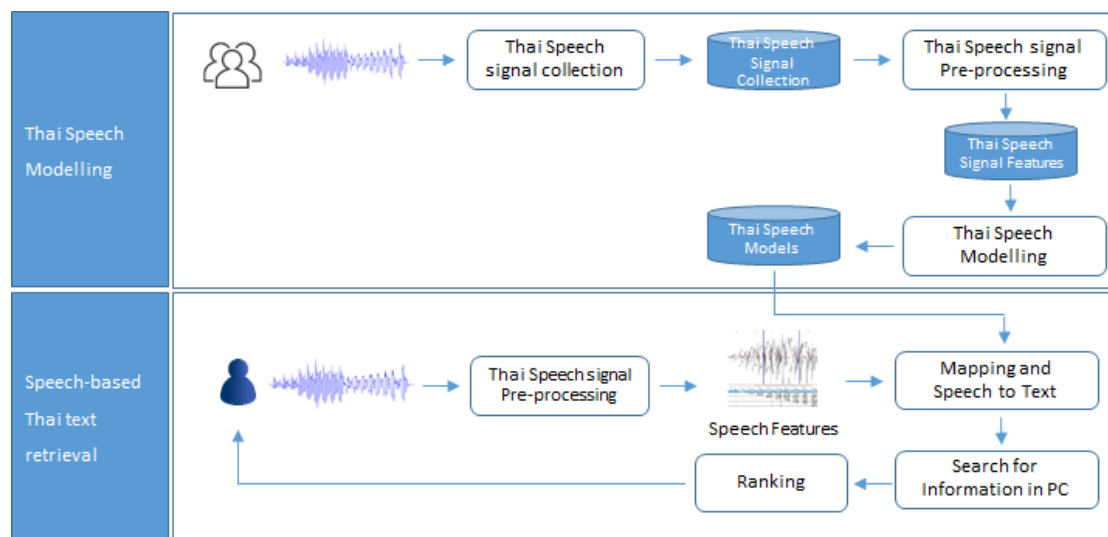 Thai Speech
Modelling
Thai Speech
signal collection
Thai Speech
Signal
Collection
Thai Speech signal
Pre-processing
Thai Speech
Signal Features
Thai Speech
Modelling
Thai Speech
Models
Speech-based
Thai text
retrieval
Thai Speech signal
Pre-processing
Speech Features
Mapping and
Speech to Text
Search for
Information in PC
Ranking